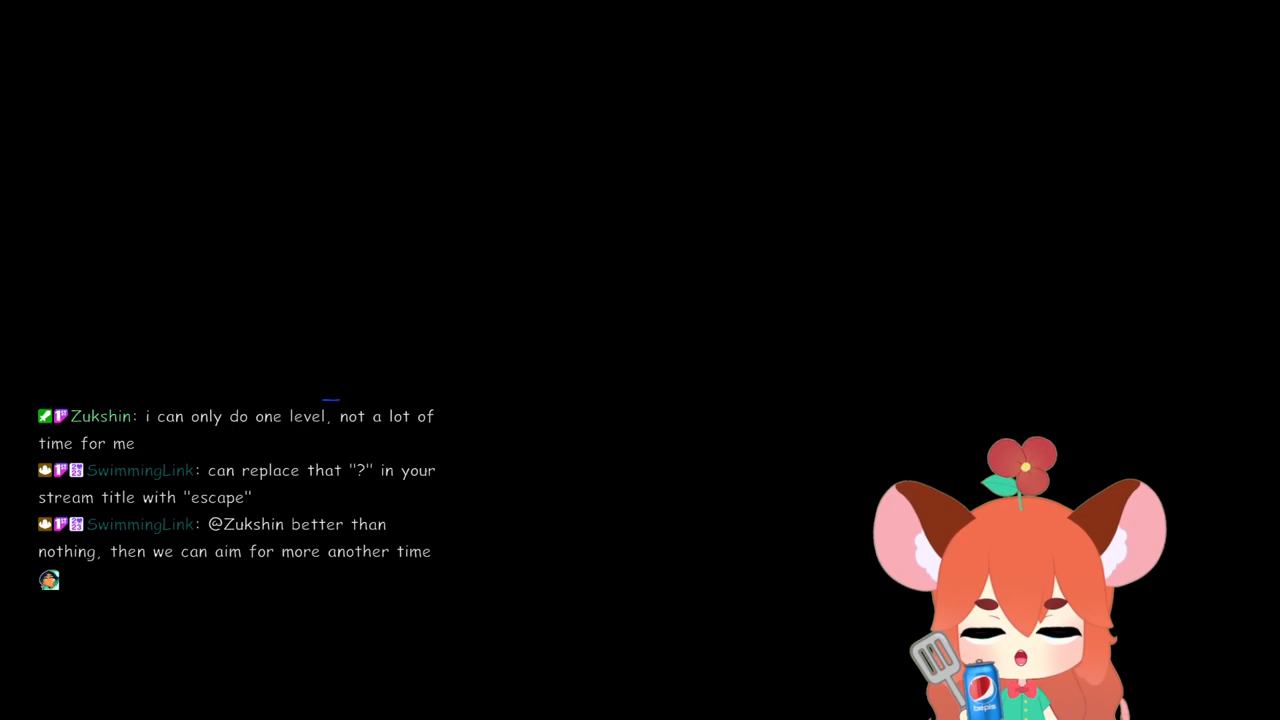 Zukshin: i can only do one level, not a lot of
time for me
SwimmingLink: can replace that "?" in your
stream title with "escape"
SwimmingLink: @Zukshin better than
nothing, then we can aim for more another time
bepis